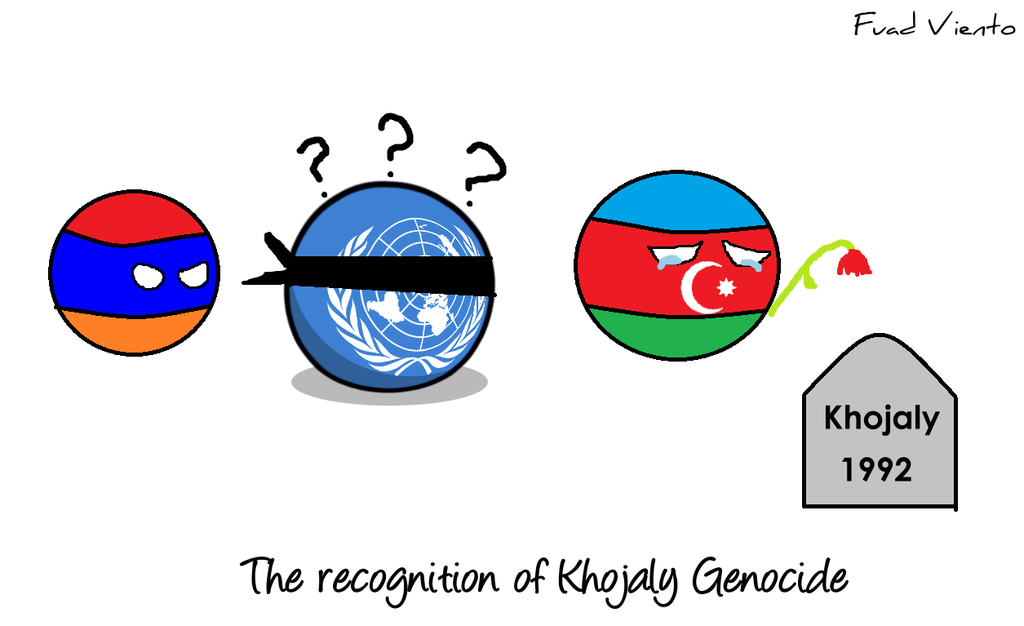 Fuad Viento
? ? ?
Khojaly
1992
The recognition of Khojaly Genocide